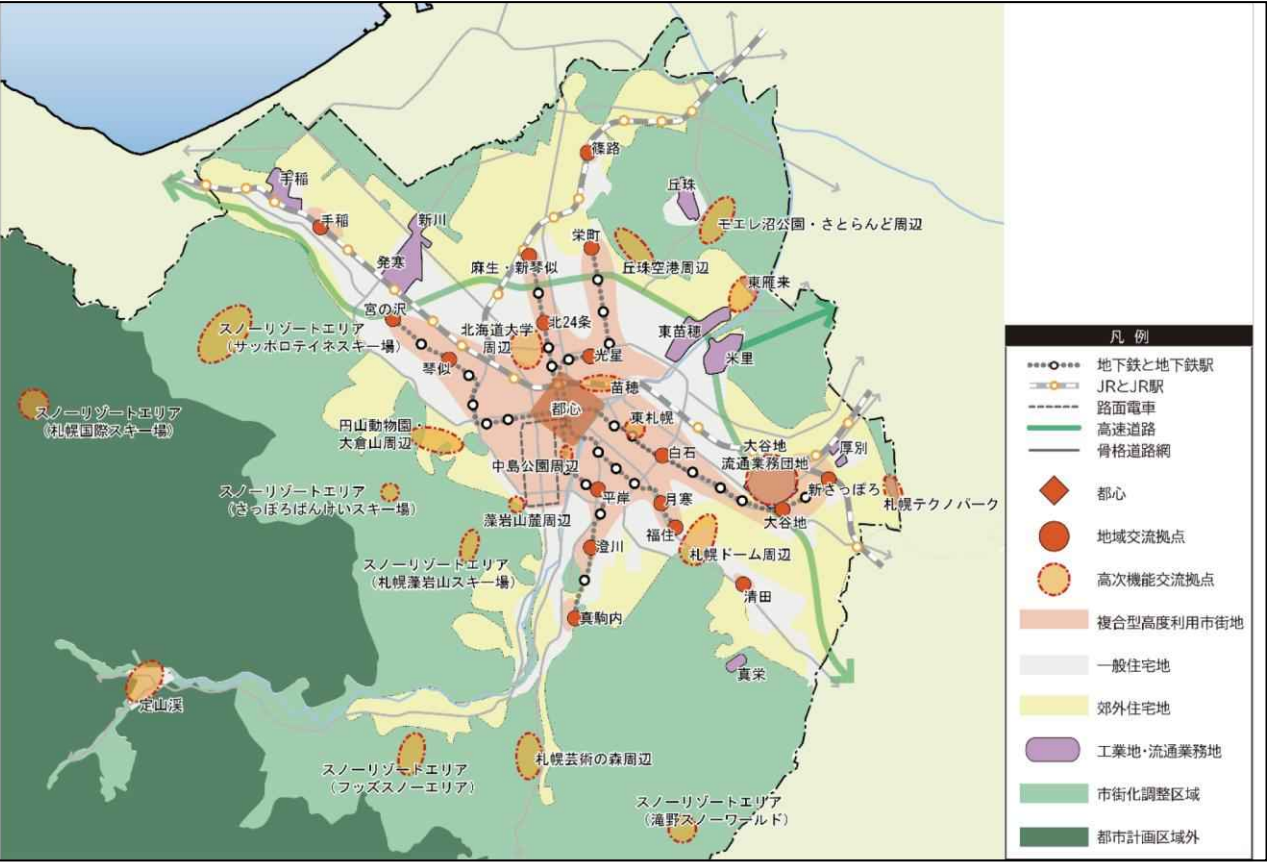 篠路
手稲
丘珠
手稲
新川
モエレ沼公園・さとらんど周辺
栄町
発寒
麻生・新琴似
丘珠空港周辺
東雁来
宮の沢
北24条
スノーリゾートエリア
(サッポロテイネスキー場)
北海道大学
周辺
東苗穂
光星
米里
琴似
苗穂
スノーリゾートエリア
(札幌国際スキー場)
都心
東札幌
円山動物園・
大倉山周辺
白石
大谷地
流通業務団地
厚別
中島公園周辺
新さっぽろ
スノーリゾートエリア
(さっぽろばんけいスキー場)
平岸
月寒
札幌テクノパーク
藻岩山麓周辺
大谷地
福住
澄川
札幌ドーム周辺
スノーリゾートエリア
(札幌藻岩山スキー場)
清田
真駒内
真栄
定山渓
札幌芸術の森周辺
スノーリゾートエリア
(フッズスノーエリア)
スノーリゾートエリア
(滝野スノーワールド)
凡例
地下鉄と地下鉄駅
JRとJR駅
路面電車
高速道路
骨格道路網
都心
地域交流拠点
高次機能交流拠点
複合型高度利用市街地
一般住宅地
郊外住宅地
工業地・流通業務地
市街化調整区域
都市計画区域外